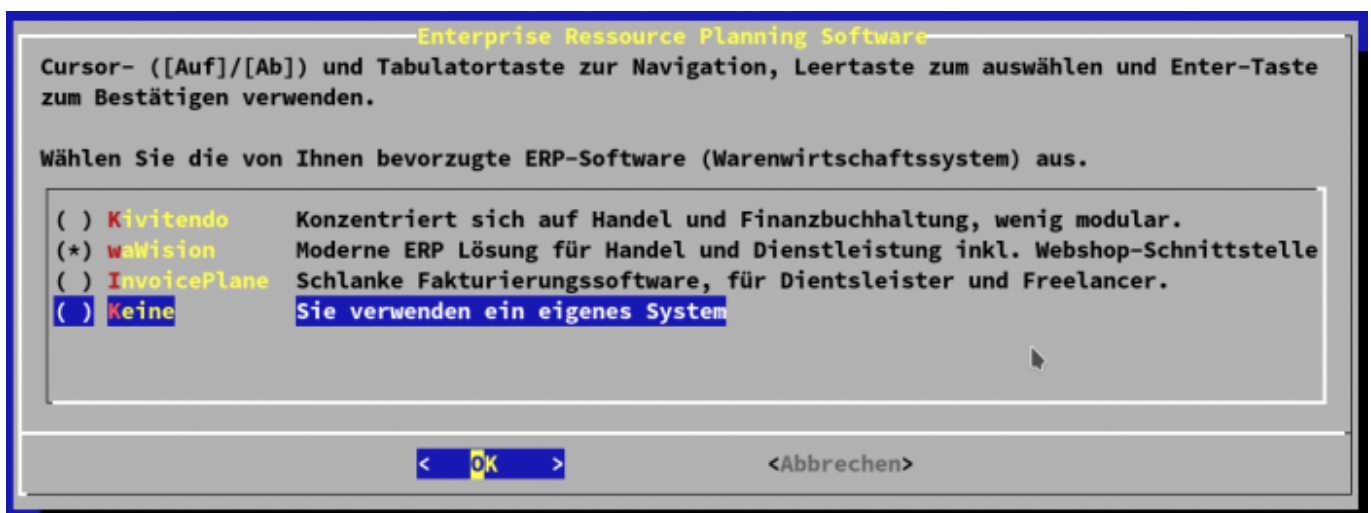 Enterprise Ressource Planning Software
Cursor- ([Auf]/[Ab]) und Tabulatortaste zur Navigation, Leertaste zum auswählen und Enter-Taste
zum Bestätigen verwenden.
Wählen Sie die von Ihnen bevorzugte ERP-Software (Warenwirtschaftssystem) aus.
( ) Kivitendo Konzentriert sich auf Handel und Finanzbuchhaltung, wenig modular.
(*) waWision Moderne ERP Lösung für Handel und Dienstleistung inkl. Webshop-Schnittstelle
( ) InvoicePlane Schlanke Fakturierungssoftware, für Dientsleister und Freelancer.
( ) Keine Sie verwenden ein eigenes System
< OK > <Abbrechen>